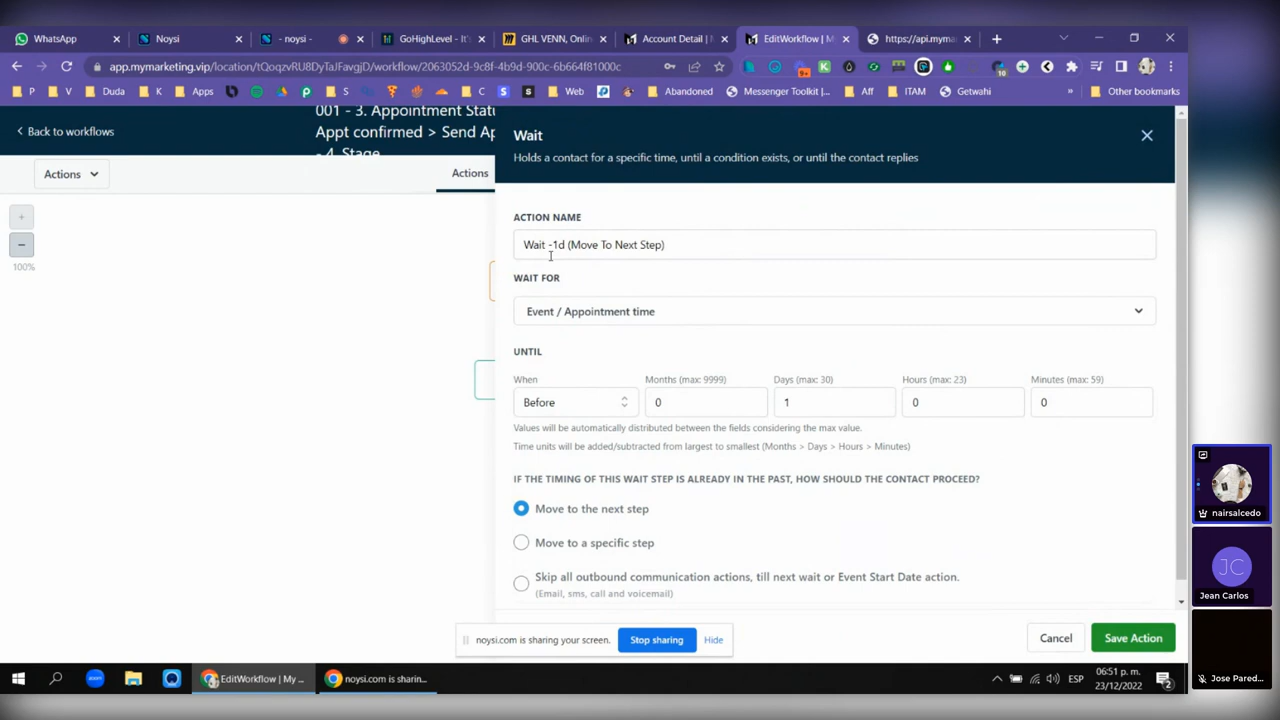 WhatsApp
Noysi
- noysi -
GoHighLevel - It's
GHL VENN, Onlin
Account Detail | M
EditWorkflow | M
https://api.mymar
app.mymarketing.vip/location/tQoqzvRU8DyTaJFavgjD/workflow/2063052d-9c8f-4b9d-900c-6b664f81000c
P
V
Duda
K
Apps
S
C
Web
Abandoned
Messenger Toolkit |...
Aff
ITAM
Getwahi
Other bookmarks
Back to workflows
001 - 3. Appointment Statu
Appt confirmed > Send Ap
- 4. Stage
Actions
Actions
100%
Wait
Holds a contact for a specific time, until a condition exists, or until the contact replies
ACTION NAME
Wait -1d (Move To Next Step)
WAIT FOR
Event / Appointment time
UNTIL
When
Months (max: 9999)
Days (max: 30)
Hours (max: 23)
Minutes (max: 59)
Before
0
1
0
0
Values will be automatically distributed between the fields considering the max value.
Time units will be added/subtracted from largest to smallest (Months > Days > Hours > Minutes)
IF THE TIMING OF THIS WAIT STEP IS ALREADY IN THE PAST, HOW SHOULD THE CONTACT PROCEED?
Move to the next step
Move to a specific step
Skip all outbound communication actions, till next wait or Event Start Date action.
(Email, sms, call and voicemail)
noysi.com is sharing your screen.
Stop sharing
Hide
Cancel
Save Action
EditWorkflow | My ...
noysi.com is sharin...
ESP
06:51 p. m.
23/12/2022
2
nairsalcedo
JC
Jean Carlos
Jose Pared...